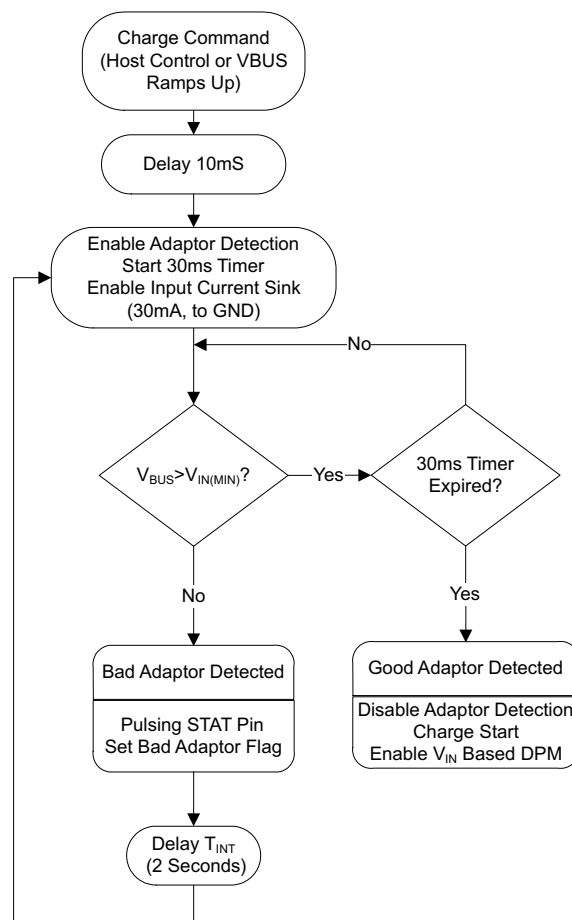 Charge Command
(Host Control or VBUS
Ramps Up)
Delay 10mS
Enable Adaptor Detection
Start 30ms Timer
Enable Input Current Sink
(30mA, to GND)
No
VBUS>VIN(MIN)?
Yes
30ms Timer
Expired?
No
Yes
Bad Adaptor Detected
Pulsing STAT Pin
Set Bad Adaptor Flag
Good Adaptor Detected
Disable Adaptor Detection
Charge Start
Enable VIN Based DPM
Delay TINT
(2 Seconds)